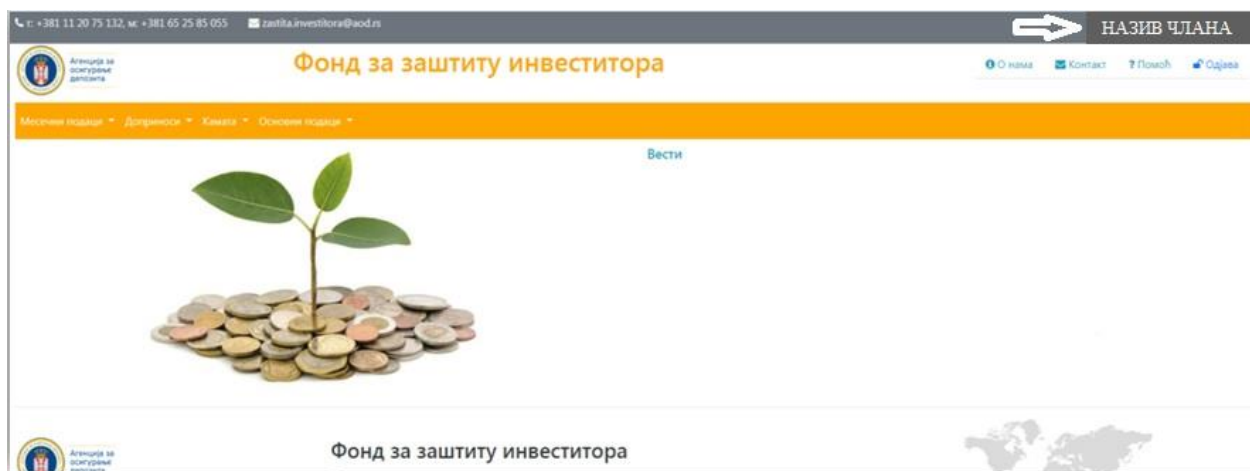 т: +381 11 20 75 132, м: +381 65 25 85 055 zastita.investitora@aod.rs НАЗИВ ЧЛАНА
Агенција за
осигурање
депозита
Фонд за заштиту инвеститора
О нама Контакт ? Помоћ Одјава
Месечни подаци Доприноси Камата Основни подаци
Вести
Агенција за
осигурање
депозита
Фонд за заштиту инвеститора